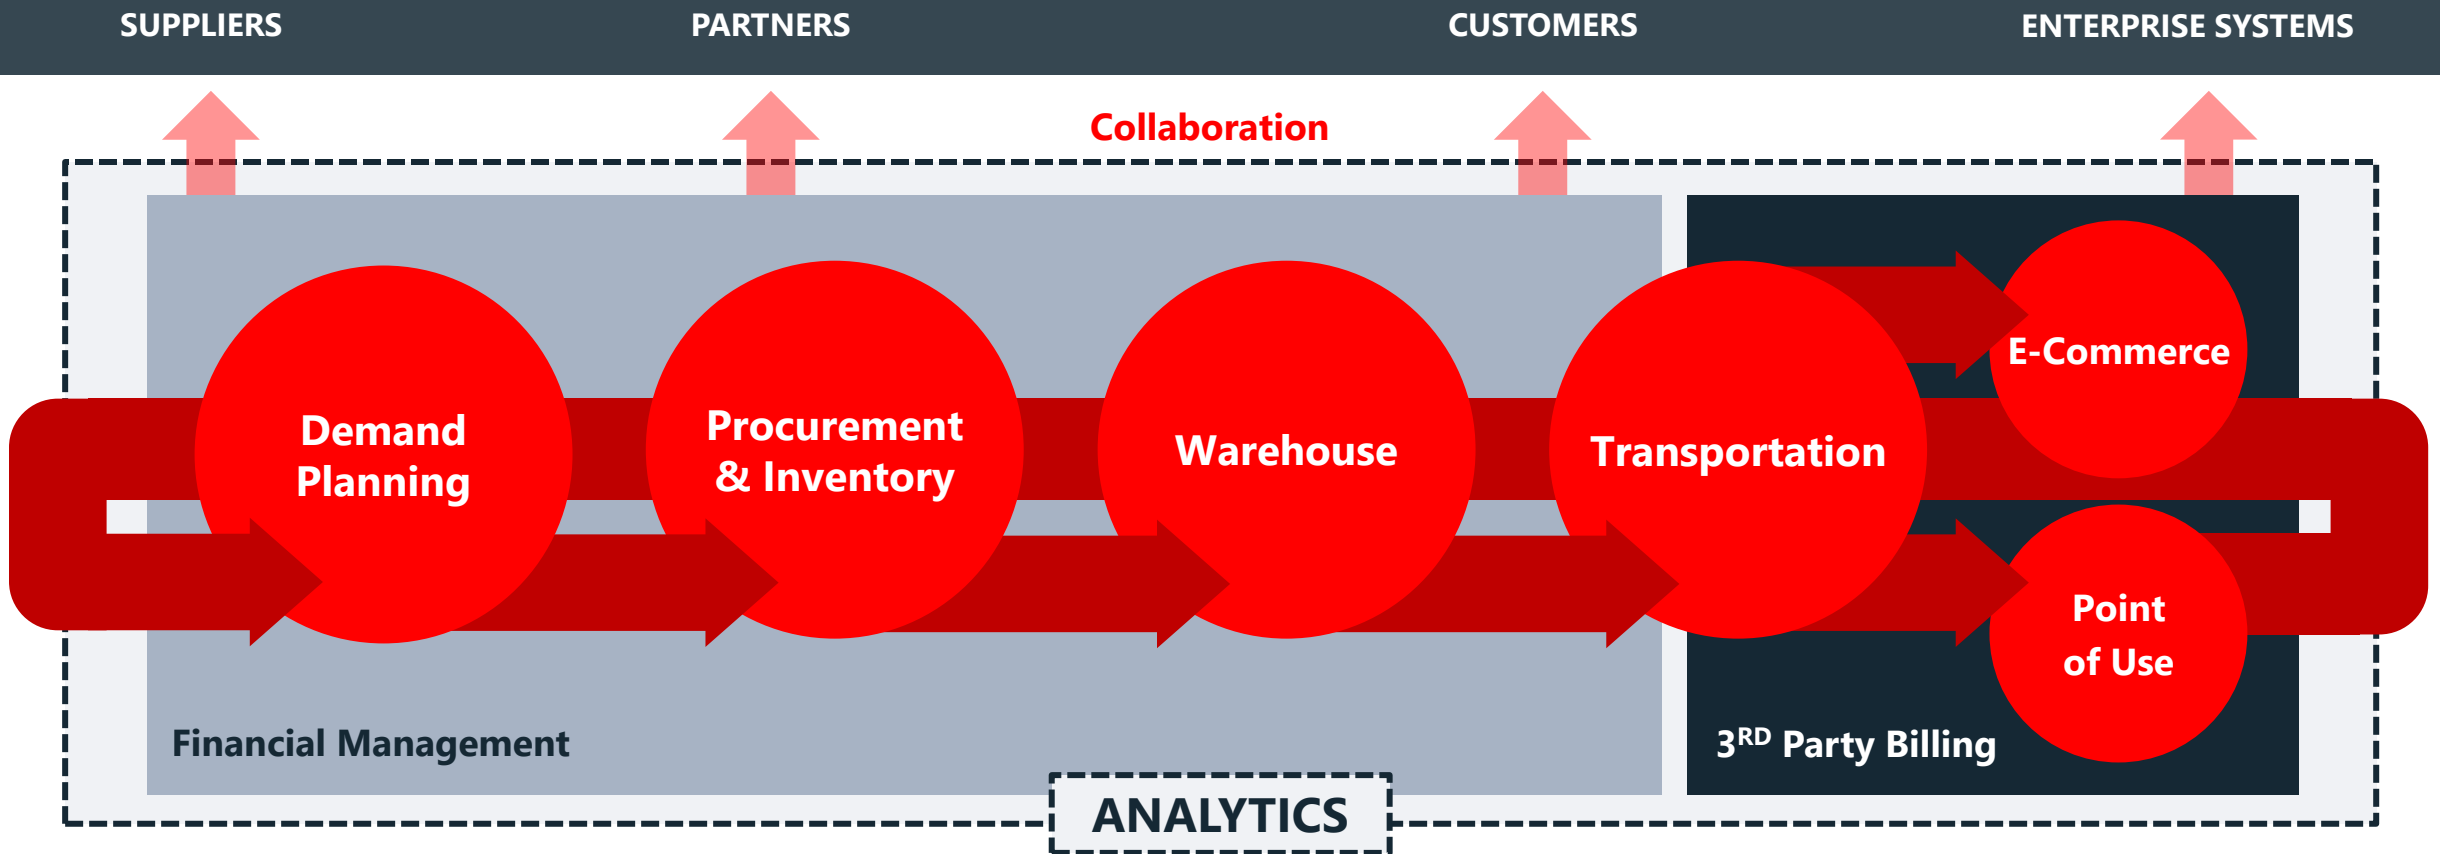 SUPPLIERS
PARTNERS
CUSTOMERS
ENTERPRISE SYSTEMS
Collaboration
Demand
Planning
Procurement
& Inventory
Warehouse
Transportation
E-Commerce
Point
of Use
Financial Management
3RD Party Billing
ANALYTICS